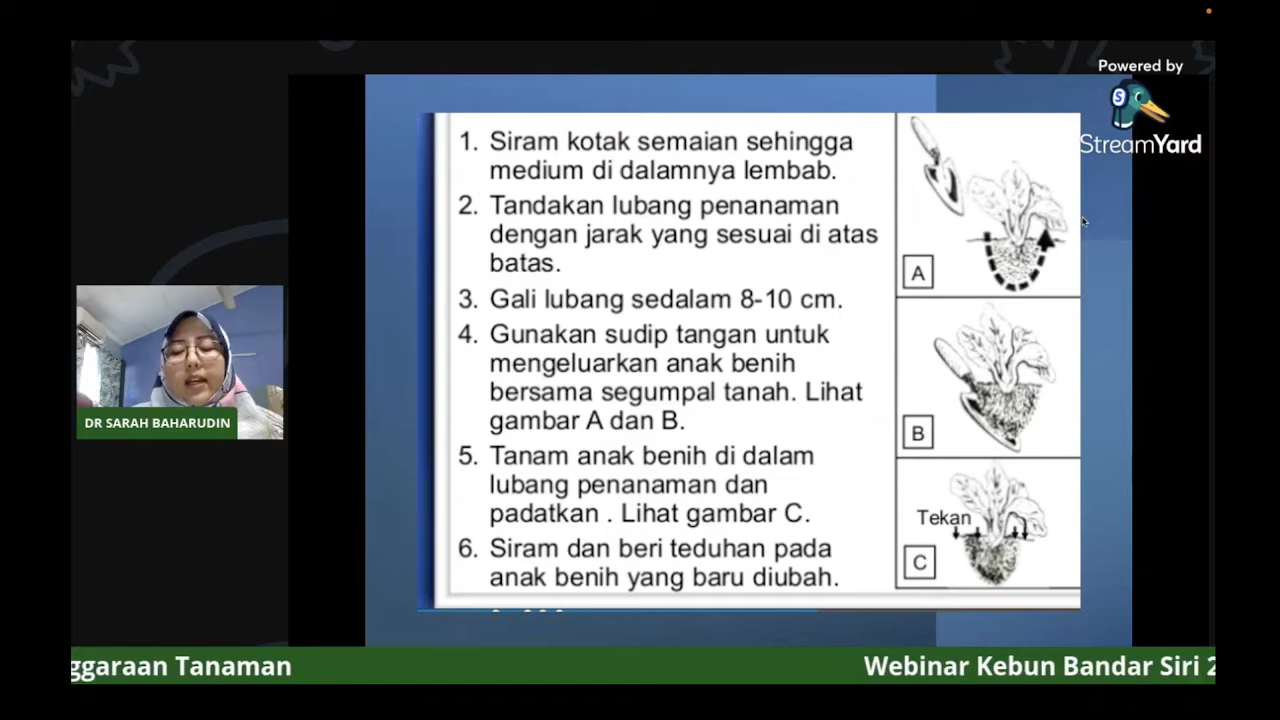 Powered by
StreamYard
1. Siram kotak semaian sehingga
medium di dalamnya lembab.
2. Tandakan lubang penanaman
dengan jarak yang sesuai di atas
batas.
3. Gali lubang sedalam 8-10 cm.
4. Gunakan sudip tangan untuk
mengeluarkan anak benih
bersama segumpal tanah. Lihat
gambar A dan B.
5. Tanam anak benih di dalam
lubang penanaman dan
padatkan . Lihat gambar C.
6. Siram dan beri teduhan pada
anak benih yang baru diubah.
A
B
Tekan
C
DR SARAH BAHARUDIN
ggaraan Tanaman
Webinar Kebun Bandar Siri 2